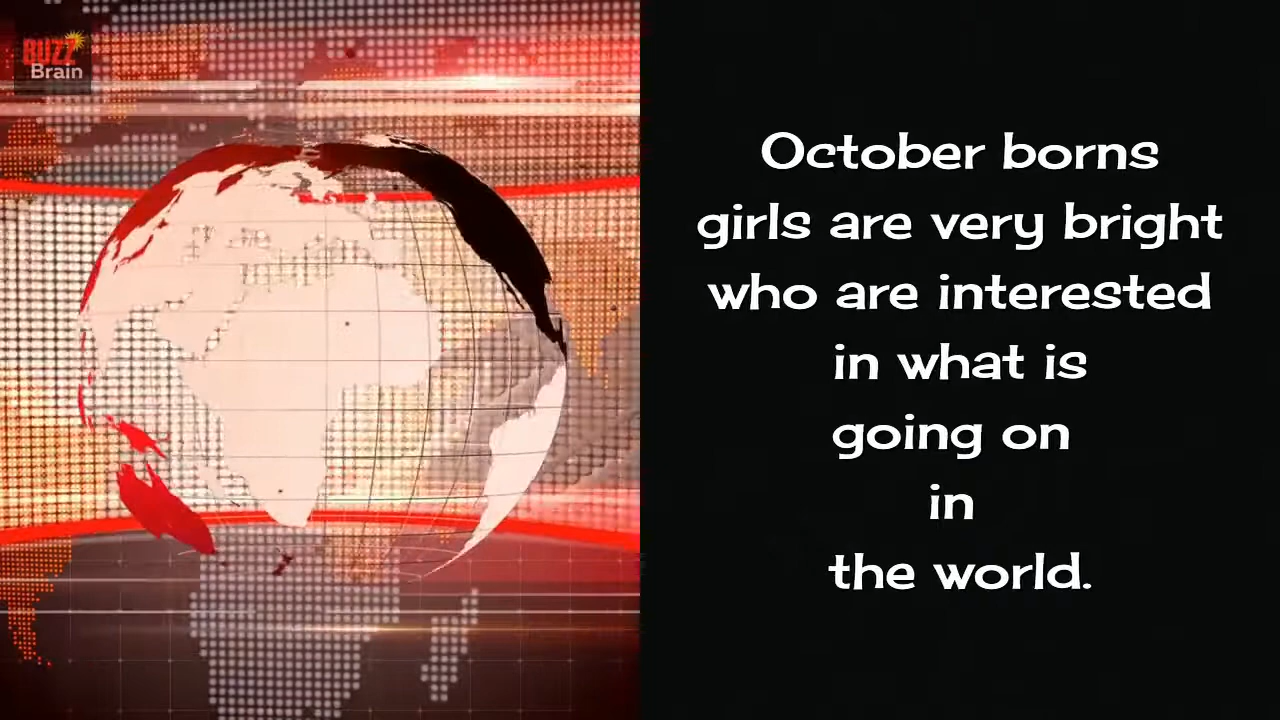 BUZZ
Brain
October borns
girls are very bright
who are interested
in what is
going on
in
the world.